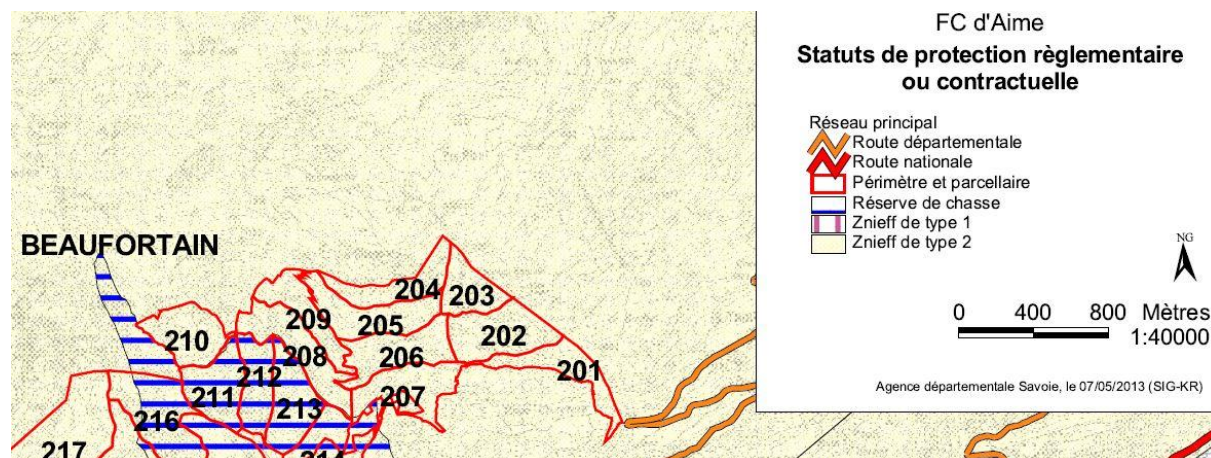 FC d'Aime
Statuts de protection règlementaire
ou contractuelle
Réseau principal
Route départementale
Route nationale
Périmètre et parcellaire
Réserve de chasse
Znieff de type 1
Znieff de type 2
NG
0 400 800 Mètres
1:40000
Agence départementale Savoie, le 07/05/2013 (SIG-KR)
BEAUFORTAIN
204
203
209
205
202
210
208
206
201
212
211
207
213
216
217
214